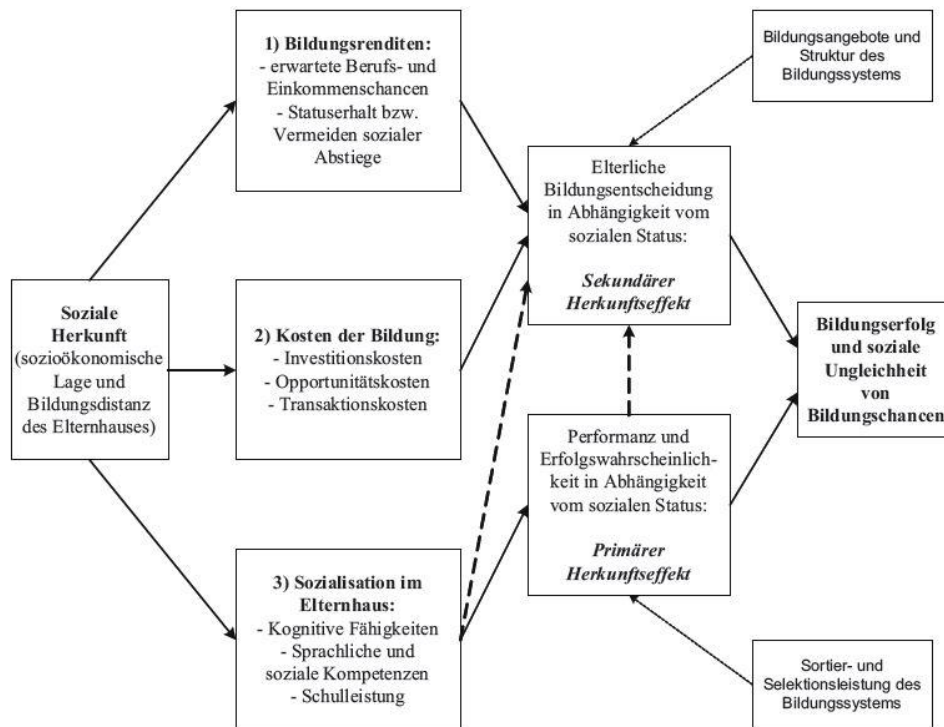 1) Bildungsrenditen:
- erwartete Berufs- und
Einkommenschancen
- Statuserhalt bzw.
Vermeiden sozialer
Abstiege
Bildungsangebote und
Struktur des
Bildungssystems
Elterliche
Bildungsentscheidung
in Abhängigkeit vom
sozialen Status:
Sekundärer
Herkunftseffekt
Soziale
Herkunft
(sozioökonomische
Lage und
Bildungsdistanz
des Elternhauses)
2) Kosten der Bildung:
- Investitionskosten
- Opportunitätskosten
- Transaktionskosten
Bildungserfolg
und soziale
Ungleichheit
von
Bildungschancen
Performanz und
Erfolgswahrscheinlich-
keit in Abhängigkeit
vom sozialen Status:
Primärer
Herkunftseffekt
3) Sozialisation im
Elternhaus:
- Kognitive Fähigkeiten
- Sprachliche und
soziale Kompetenzen
- Schulleistung
Sortier- und
Selektionsleistung des
Bildungssystems